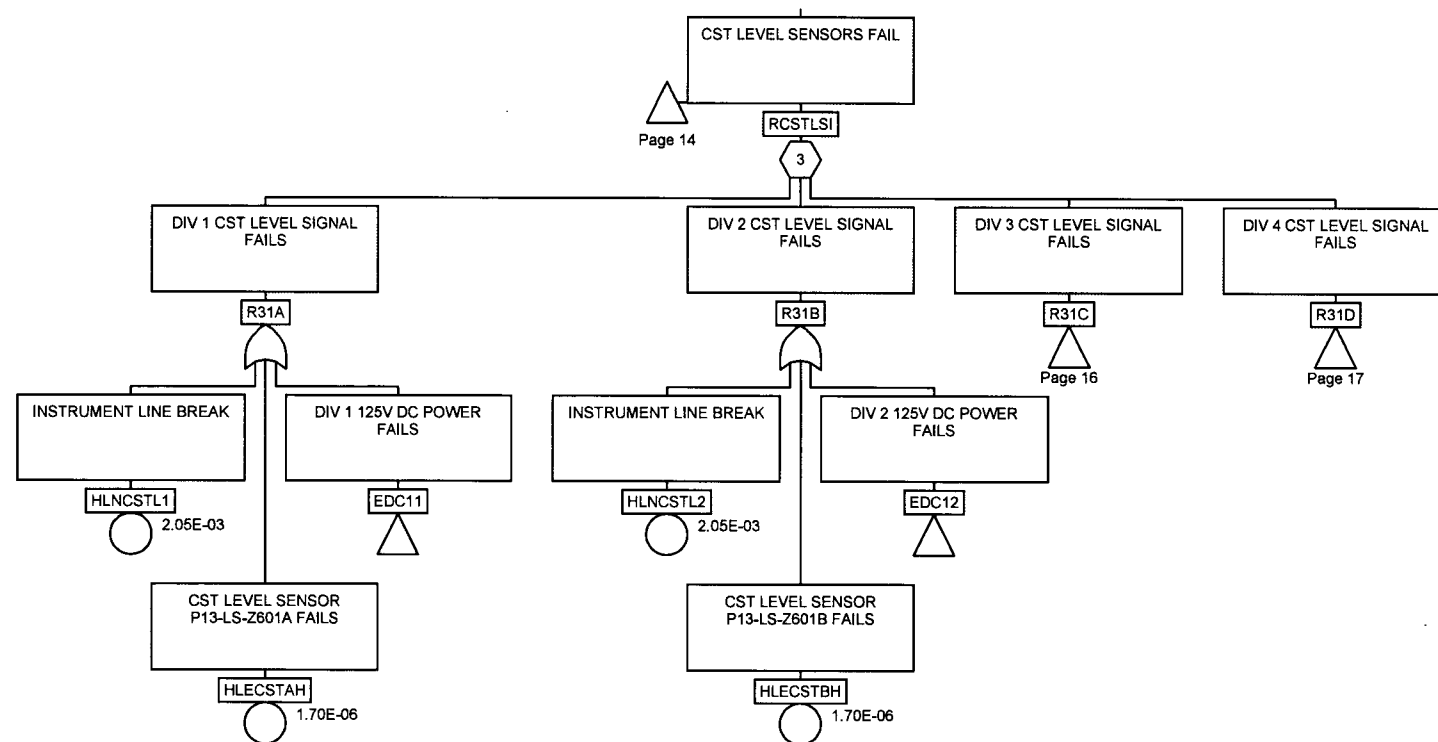 CST LEVEL SENSORS FAIL
Page 14
RCSTLSI
3
DIV 1 CST LEVEL SIGNAL
FAILS
R31A
DIV 2 CST LEVEL SIGNAL
FAILS
R31B
DIV 3 CST LEVEL SIGNAL
FAILS
R31C
Page 16
DIV 4 CST LEVEL SIGNAL
FAILS
R31D
Page 17
INSTRUMENT LINE BREAK
HLNCSTL1
2.05E-03
DIV 1 125V DC POWER
FAILS
EDC11
INSTRUMENT LINE BREAK
HLNCSTL2
2.05E-03
DIV 2 125V DC POWER
FAILS
EDC12
CST LEVEL SENSOR
P13-LS-Z601A FAILS
HLECSTAH
1.70E-06
CST LEVEL SENSOR
P13-LS-Z601B FAILS
HLECSTBH
1.70E-06